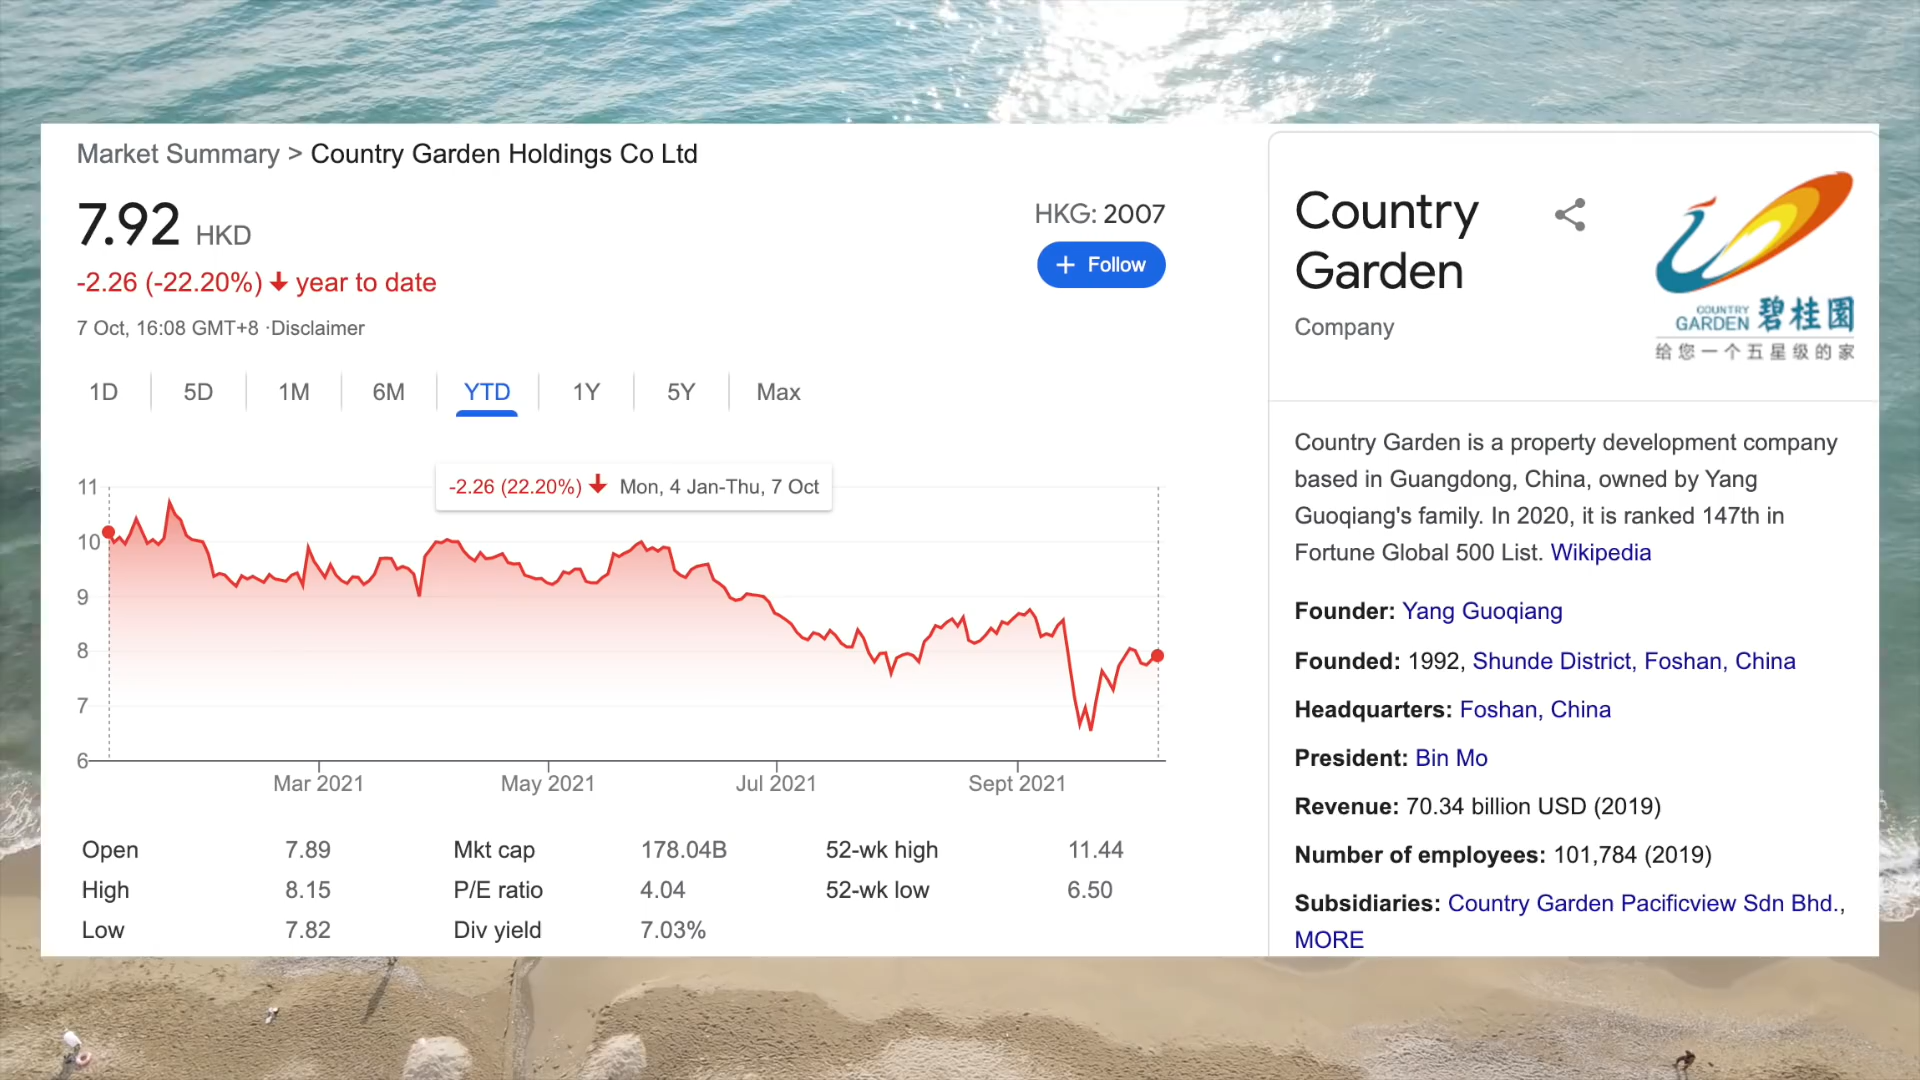 Market Summary > Country Garden Holdings Co Ltd
7.92 HKD
-2.26 (-22.20%) year to date
7 Oct, 16:08 GMT+8 ·Disclaimer
HKG: 2007
+ Follow
1D 5D 1M 6M YTD 1Y 5Y Max
-2.26 (22.20%) Mon, 4 Jan-Thu, 7 Oct
11
10
9
8
7
6
Mar 2021 May 2021 Jul 2021 Sept 2021
Open 7.89 Mkt cap 178.04B 52-wk high 11.44
High 8.15 P/E ratio 4.04 52-wk low 6.50
Low 7.82 Div yield 7.03%
Country
Garden
Company
COUNTRY
GARDEN 碧桂園
给您一个五星级的家
Country Garden is a property development company
based in Guangdong, China, owned by Yang
Guoqiang's family. In 2020, it is ranked 147th in
Fortune Global 500 List. Wikipedia
Founder: Yang Guoqiang
Founded: 1992, Shunde District, Foshan, China
Headquarters: Foshan, China
President: Bin Mo
Revenue: 70.34 billion USD (2019)
Number of employees: 101,784 (2019)
Subsidiaries: Country Garden Pacificview Sdn Bhd.,
MORE